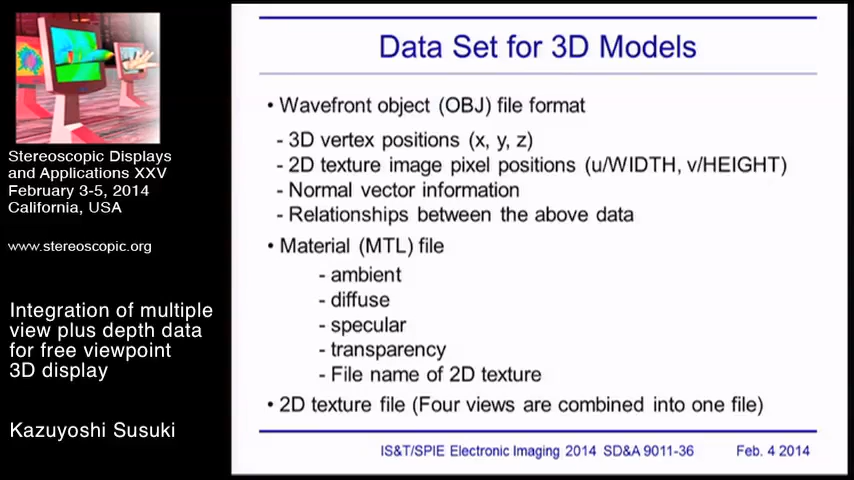 Stereoscopic Displays
and Applications XXV
February 3-5, 2014
California, USA
www.stereoscopic.org
Integration of multiple
view plus depth data
for free viewpoint
3D display
Kazuyoshi Susuki
Data Set for 3D Models
• Wavefront object (OBJ) file format
- 3D vertex positions (x, y, z)
- 2D texture image pixel positions (u/WIDTH, v/HEIGHT)
- Normal vector information
- Relationships between the above data
• Material (MTL) file
- ambient
- diffuse
- specular
- transparency
- File name of 2D texture
• 2D texture file (Four views are combined into one file)
IS&T/SPIE Electronic Imaging 2014 SD&A 9011-36 Feb. 4 2014